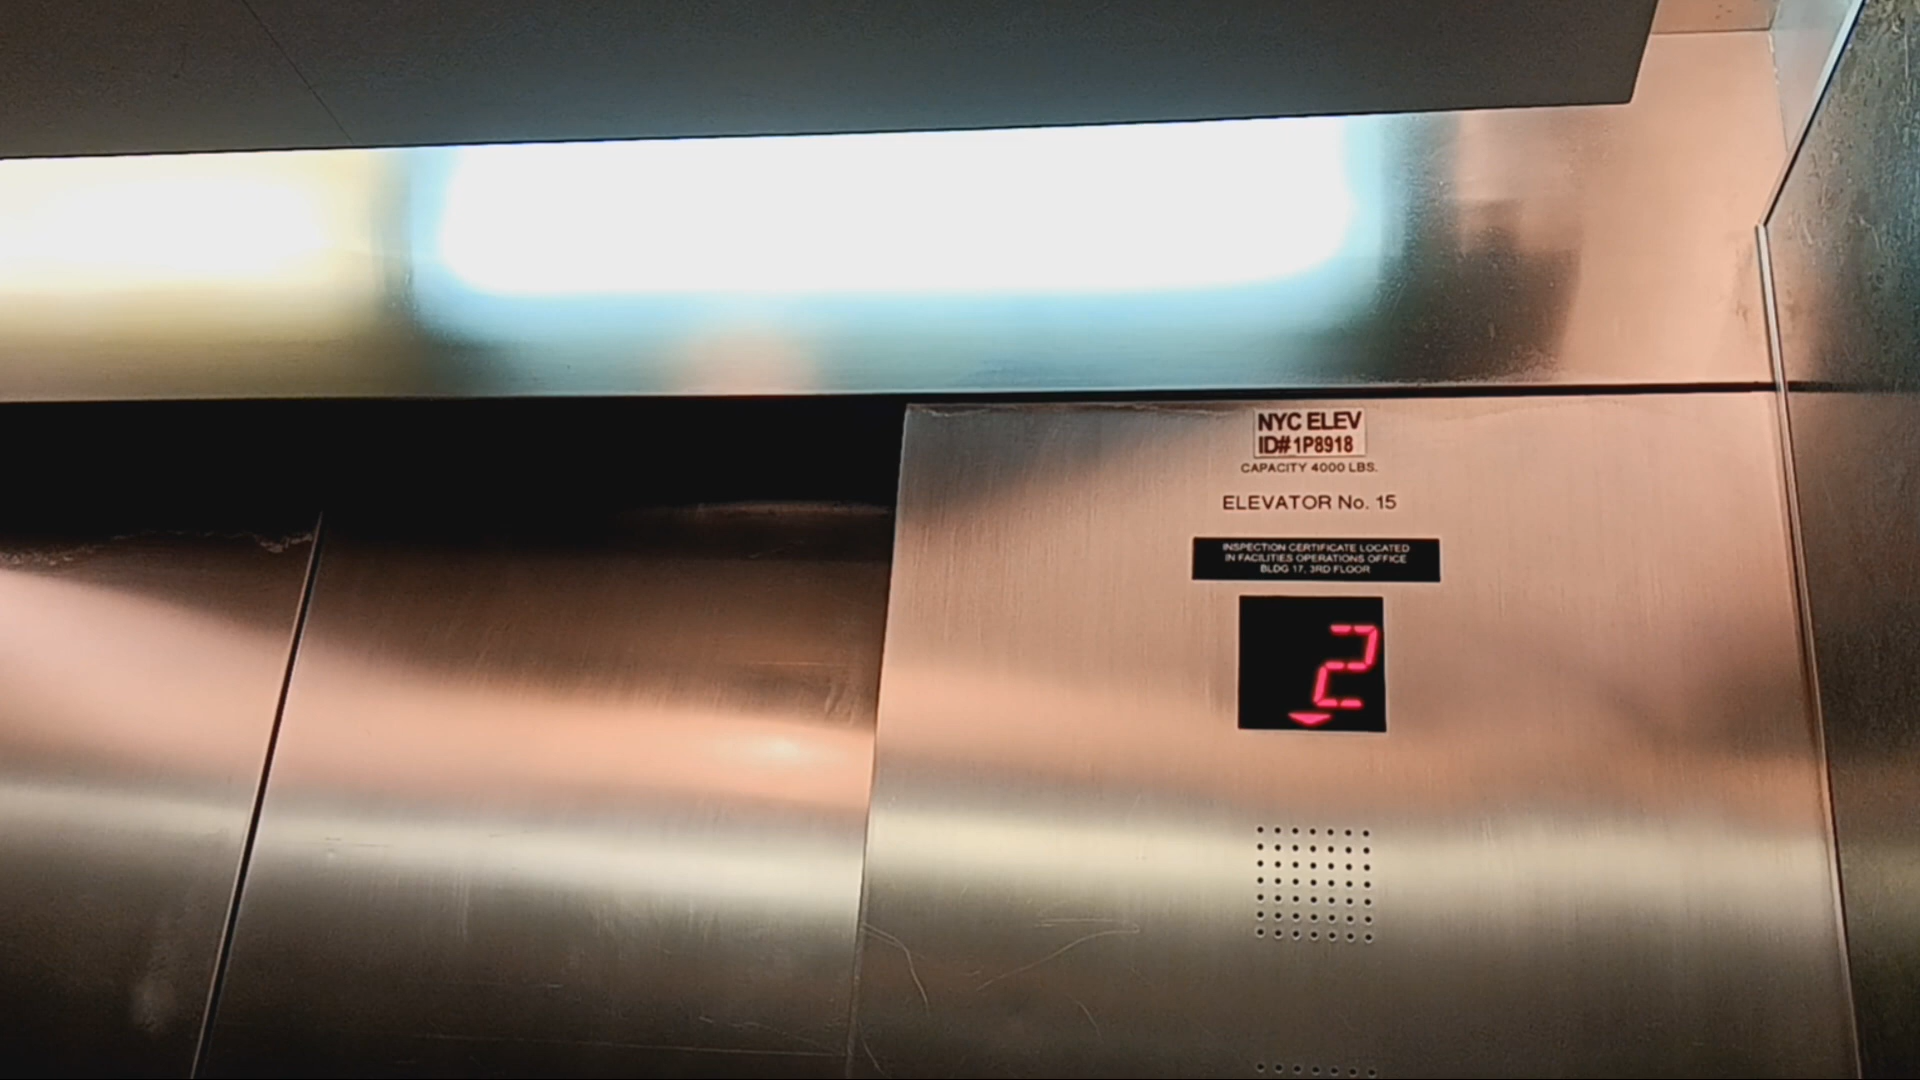 NYC ELEV
ID# 1P8918
CAPACITY 4000 LBS.
ELEVATOR No. 15
INSPECTION CERTIFICATE LOCATED
IN FACILITIES OPERATIONS OFFICE
BLDG 17, 3RD FLOOR
2